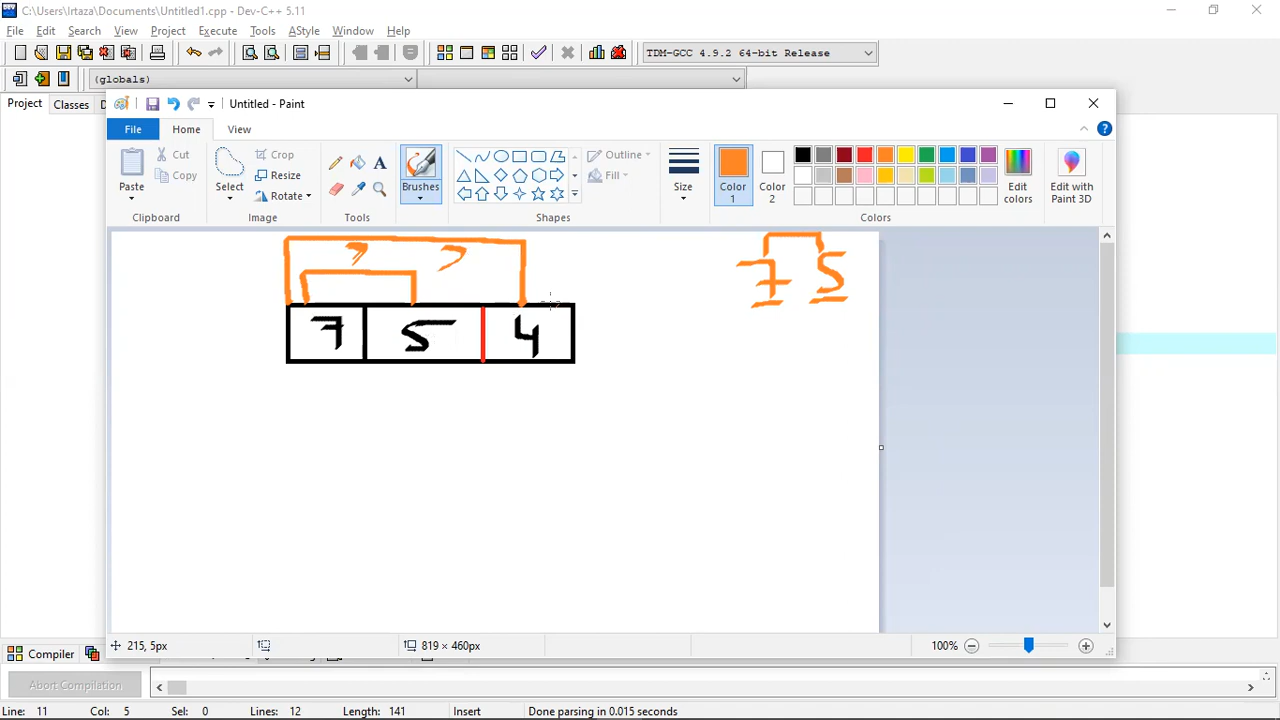 C:\Users\Irtaza\Documents\Untitled1.cpp - Dev-C++ 5.11
File Edit Search View Project Execute Tools AStyle Window Help
TDM-GCC 4.9.2 64-bit Release
(globals)
Project Classes D
Untitled - Paint
File Home View
Paste Cut Copy
Select Crop Resize Rotate
Brushes
Outline
Fill
Size
Color 1
Color 2
Edit colors
Edit with Paint 3D
Clipboard Image Tools Shapes Colors
7 5
7 5 4
215, 5px 819 × 460px 100%
Compiler
Abort Compilation
Line: 11 Col: 5 Sel: 0 Lines: 12 Length: 141 Insert Done parsing in 0.015 seconds